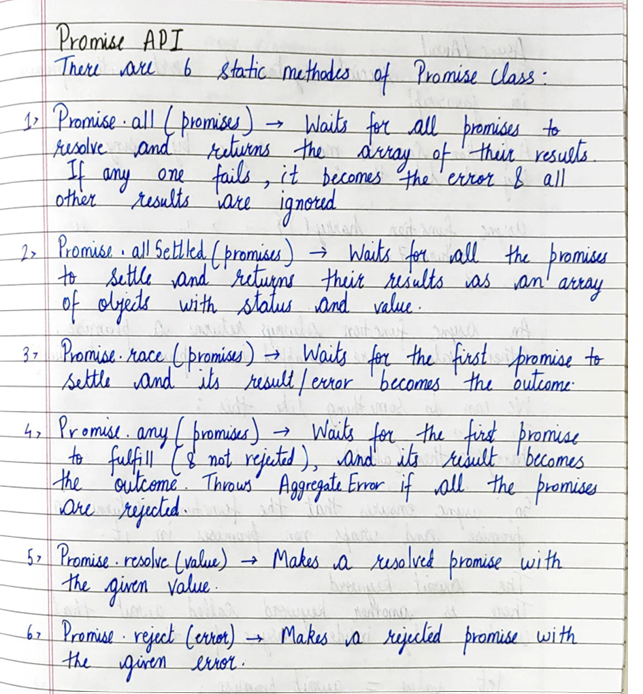 Promise API
There are 6 static methodes of Promise class:
1> Promise.all (promises) → Waits for all promises to
resolve and returns the array of their results.
If any one fails, it becomes the error & all
other results are ignored
2> Promise.allSettled (promises) → Waits for all the promises
to settle and returns their results as an array
of objects with status and value.
3> Promise.race (promises) → Waits for the first promise to
settle and its result/error becomes the outcome.
4> Promise.any (promises) → Waits for the first promise
to fulfill (& not rejected), and its result becomes
the outcome. Throws Aggregate Error if all the promises
are rejected.
5> Promise.resolve (value) → Makes a resolved promise with
the given value.
6> Promise.reject (error) → Makes a rejected promise with
the given error.